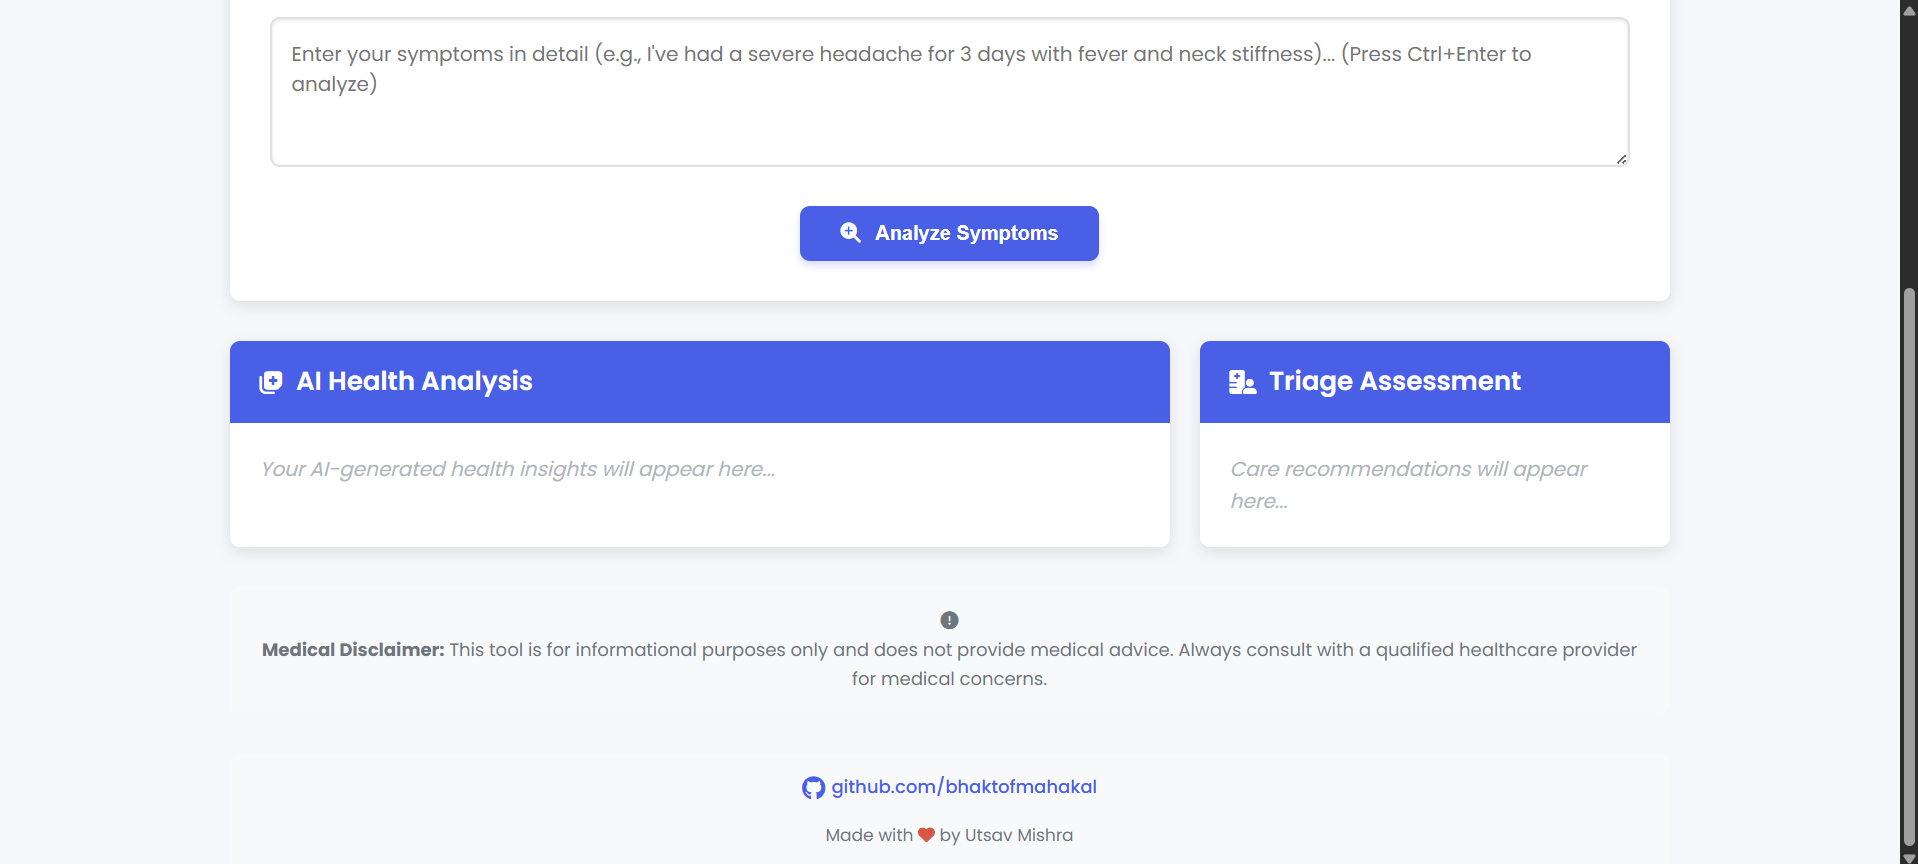 Enter your symptoms in detail (e.g., I've had a severe headache for 3 days with fever and neck stiffness)... (Press Ctrl+Enter to
analyze)
Analyze Symptoms
AI Health Analysis
Your AI-generated health insights will appear here...
Triage Assessment
Care recommendations will appear
here...
Medical Disclaimer: This tool is for informational purposes only and does not provide medical advice. Always consult with a qualified healthcare provider
for medical concerns.
github.com/bhaktofmahakal
Made with ❤ by Utsav Mishra